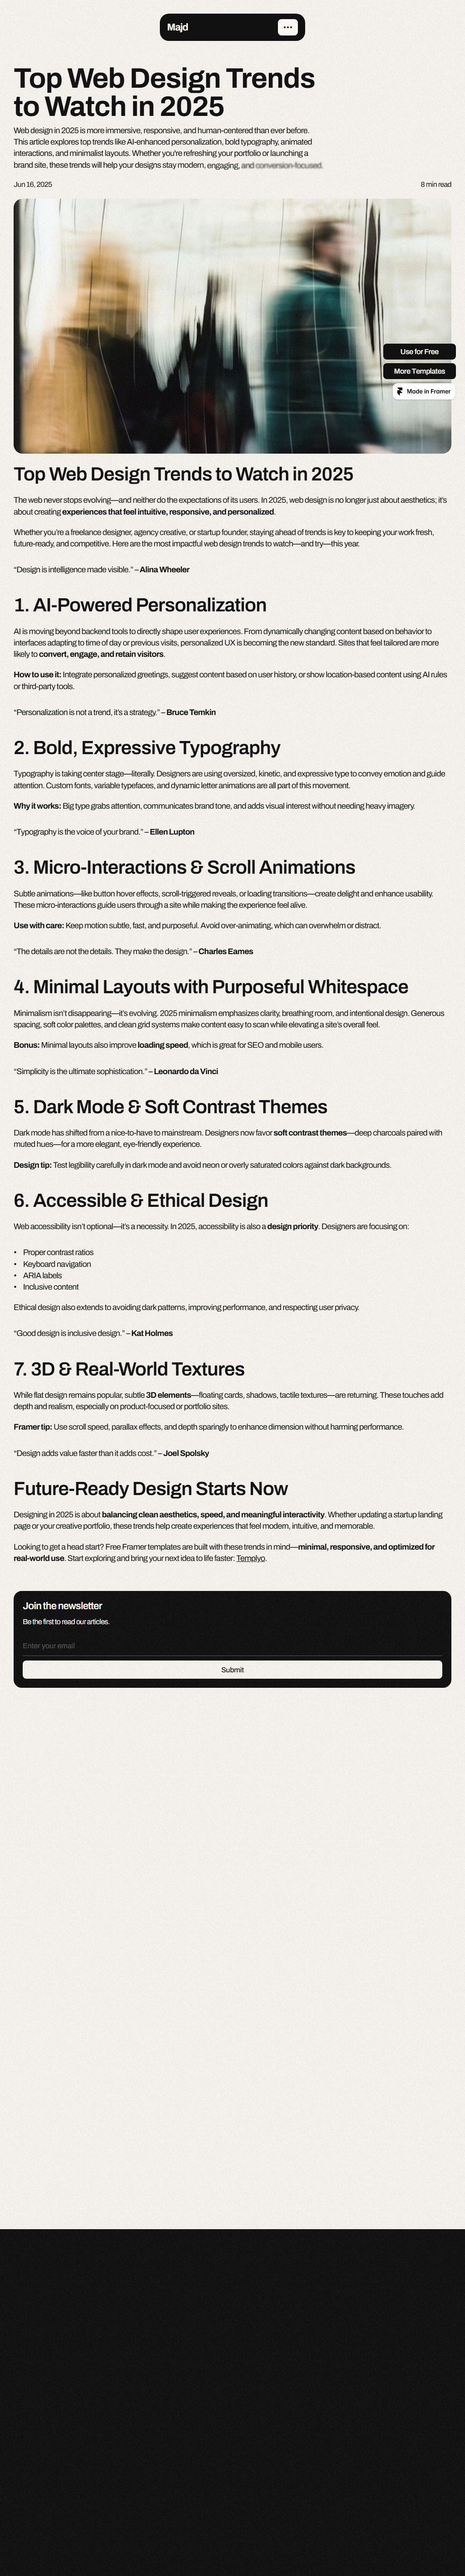 Majd
Top Web Design Trends
to Watch in 2025
Web design in 2025 is more immersive, responsive, and human-centered than ever before.
This article explores top trends like AI-enhanced personalization, bold typography, animated
interactions, and minimalist layouts. Whether you're refreshing your portfolio or launching a
brand site, these trends will help your designs stay modern, engaging, and conversion-focused.
Jun 16, 2025
8 min read
Use for Free
More Templates
Made in Framer
Top Web Design Trends to Watch in 2025
The web never stops evolving—and neither do the expectations of its users. In 2025, web design is no longer just about aesthetics; it's
about creating experiences that feel intuitive, responsive, and personalized.
Whether you're a freelance designer, agency creative, or startup founder, staying ahead of trends is key to keeping your work fresh,
future-ready, and competitive. Here are the most impactful web design trends to watch—and try—this year.
“Design is intelligence made visible.” – Alina Wheeler
1. AI-Powered Personalization
AI is moving beyond backend tools to directly shape user experiences. From dynamically changing content based on behavior to
interfaces adapting to time of day or previous visits, personalized UX is becoming the new standard. Sites that feel tailored are more
likely to convert, engage, and retain visitors.
How to use it: Integrate personalized greetings, suggest content based on user history, or show location-based content using AI rules
or third-party tools.
“Personalization is not a trend, it's a strategy.” – Bruce Temkin
2. Bold, Expressive Typography
Typography is taking center stage—literally. Designers are using oversized, kinetic, and expressive type to convey emotion and guide
attention. Custom fonts, variable typefaces, and dynamic letter animations are all part of this movement.
Why it works: Big type grabs attention, communicates brand tone, and adds visual interest without needing heavy imagery.
“Typography is the voice of your brand.” – Ellen Lupton
3. Micro-Interactions & Scroll Animations
Subtle animations—like button hover effects, scroll-triggered reveals, or loading transitions—create delight and enhance usability.
These micro-interactions guide users through a site while making the experience feel alive.
Use with care: Keep motion subtle, fast, and purposeful. Avoid over-animating, which can overwhelm or distract.
“The details are not the details. They make the design.” – Charles Eames
4. Minimal Layouts with Purposeful Whitespace
Minimalism isn't disappearing—it's evolving. 2025 minimalism emphasizes clarity, breathing room, and intentional design. Generous
spacing, soft color palettes, and clean grid systems make content easy to scan while elevating a site's overall feel.
Bonus: Minimal layouts also improve loading speed, which is great for SEO and mobile users.
“Simplicity is the ultimate sophistication.” – Leonardo da Vinci
5. Dark Mode & Soft Contrast Themes
Dark mode has shifted from a nice-to-have to mainstream. Designers now favor soft contrast themes—deep charcoals paired with
muted hues—for a more elegant, eye-friendly experience.
Design tip: Test legibility carefully in dark mode and avoid neon or overly saturated colors against dark backgrounds.
6. Accessible & Ethical Design
Web accessibility isn't optional—it's a necessity. In 2025, accessibility is also a design priority. Designers are focusing on:
• Proper contrast ratios
• Keyboard navigation
• ARIA labels
• Inclusive content
Ethical design also extends to avoiding dark patterns, improving performance, and respecting user privacy.
“Good design is inclusive design.” – Kat Holmes
7. 3D & Real-World Textures
While flat design remains popular, subtle 3D elements—floating cards, shadows, tactile textures—are returning. These touches add
depth and realism, especially on product-focused or portfolio sites.
Framer tip: Use scroll speed, parallax effects, and depth sparingly to enhance dimension without harming performance.
“Design adds value faster than it adds cost.” – Joel Spolsky
Future-Ready Design Starts Now
Designing in 2025 is about balancing clean aesthetics, speed, and meaningful interactivity. Whether updating a startup landing
page or your creative portfolio, these trends help create experiences that feel modern, intuitive, and memorable.
Looking to get a head start? Free Framer templates are built with these trends in mind—minimal, responsive, and optimized for
real-world use. Start exploring and bring your next idea to life faster: Templyo.
Join the newsletter
Be the first to read our articles.
Enter your email
Submit